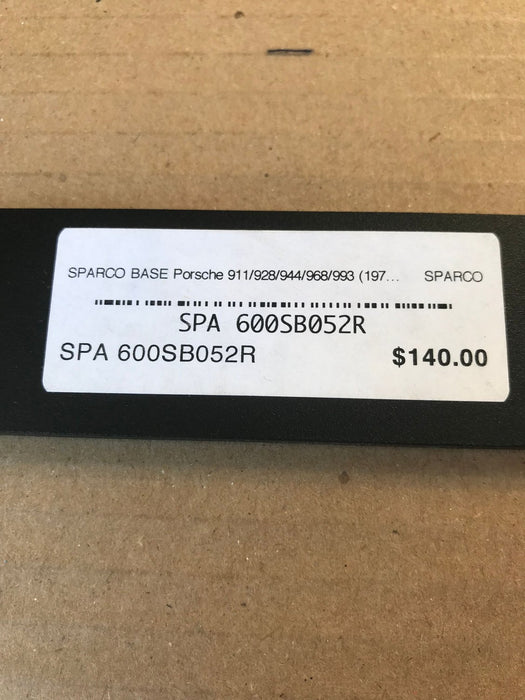 SPARCO BASE Porsche 911/928/944/968/993 (197... SPARCO
SPA 600SB052R
SPA 600SB052R $140.00